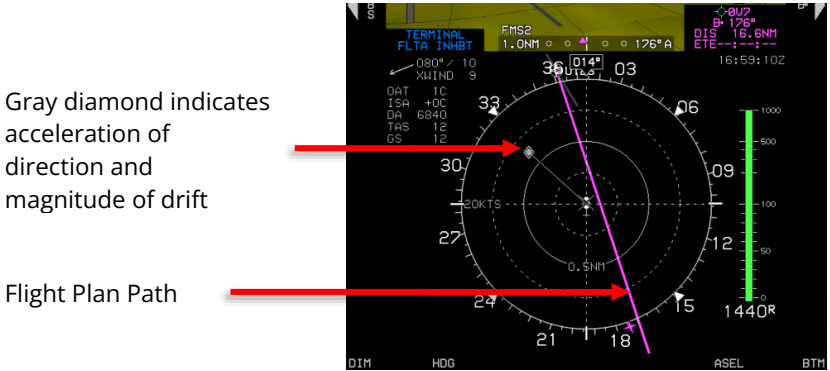 B
S
TERMINAL
FLTA INHBT
FMS2
1.0NM
176°A
0V7
176°
DIS 16.6NM
ETE--:--:--
16:59:10Z
080°/ 10
XWIND 9
OAT 1C
ISA +0C
DA 6840
TAS 12
GS 12
014°
36
03
33
06
30
09
27
12
24
15
21
18
20KTS
0.5NM
1000
500
100
50
0
1440R
Gray diamond indicates
acceleration of
direction and
magnitude of drift
Flight Plan Path
DIM
HDG
ASEL
BTM